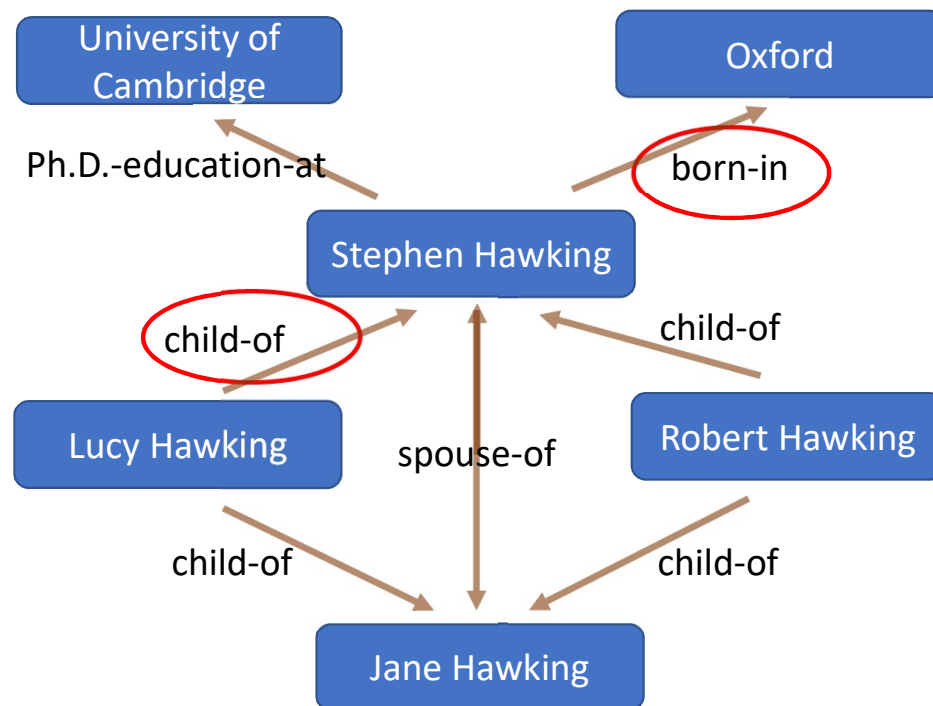 University of
Cambridge
Oxford
Ph.D.-education-at
born-in
Stephen Hawking
child-of
child-of
Lucy Hawking
spouse-of
Robert Hawking
child-of
child-of
Jane Hawking